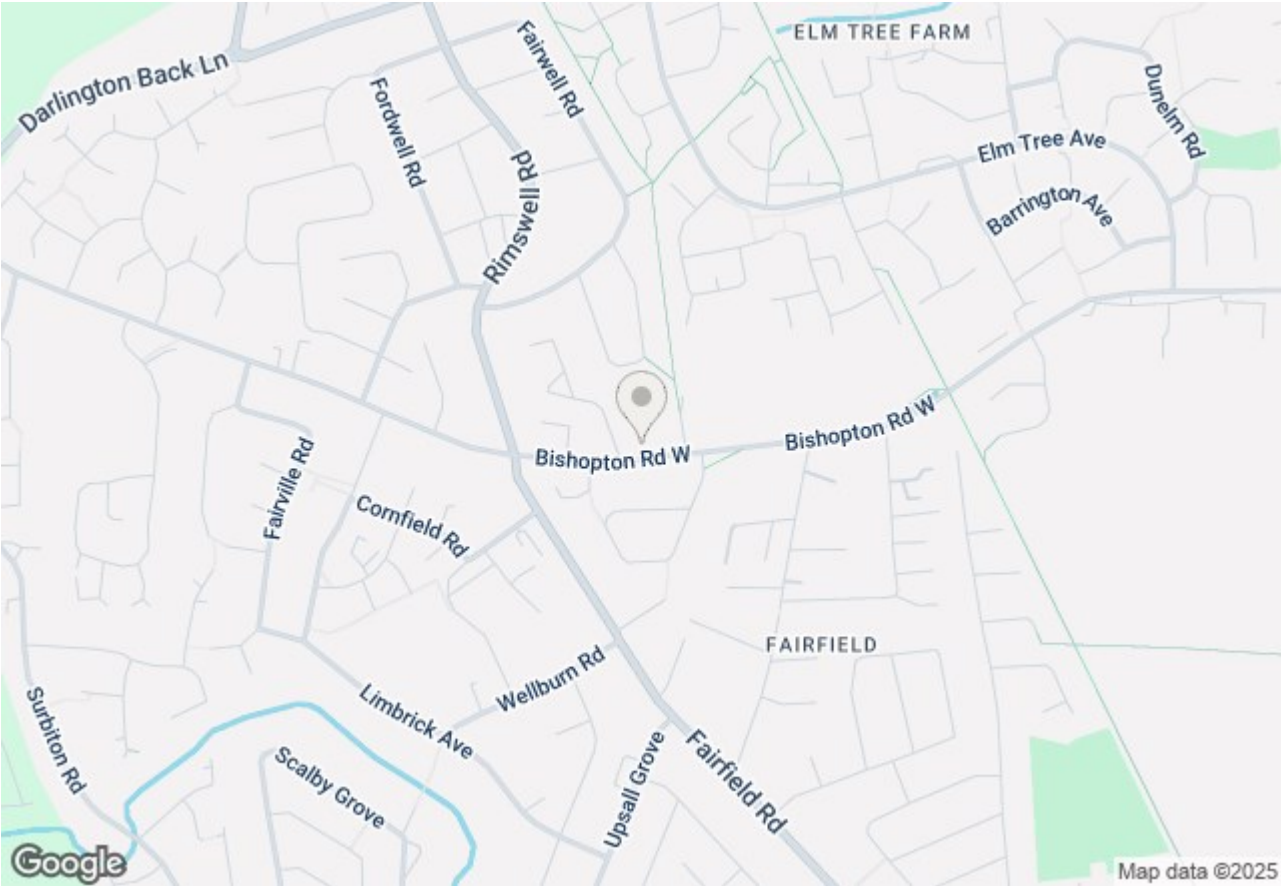 ELM TREE FARM
Fairwell Rd
Darlington Back Ln
Dunelm Rd
Fordwell Rd
Elm Tree Ave
Rimswell Rd
Barrington Ave
Bishopton Rd W
Bishopton Rd W
Fairville Rd
Cornfield Rd
FAIRFIELD
Wellburn Rd
Limbrick Ave
Surbiton Rd
Scalby Grove
Upsall Grove
Fairfield Rd
Google
Map data ©2025